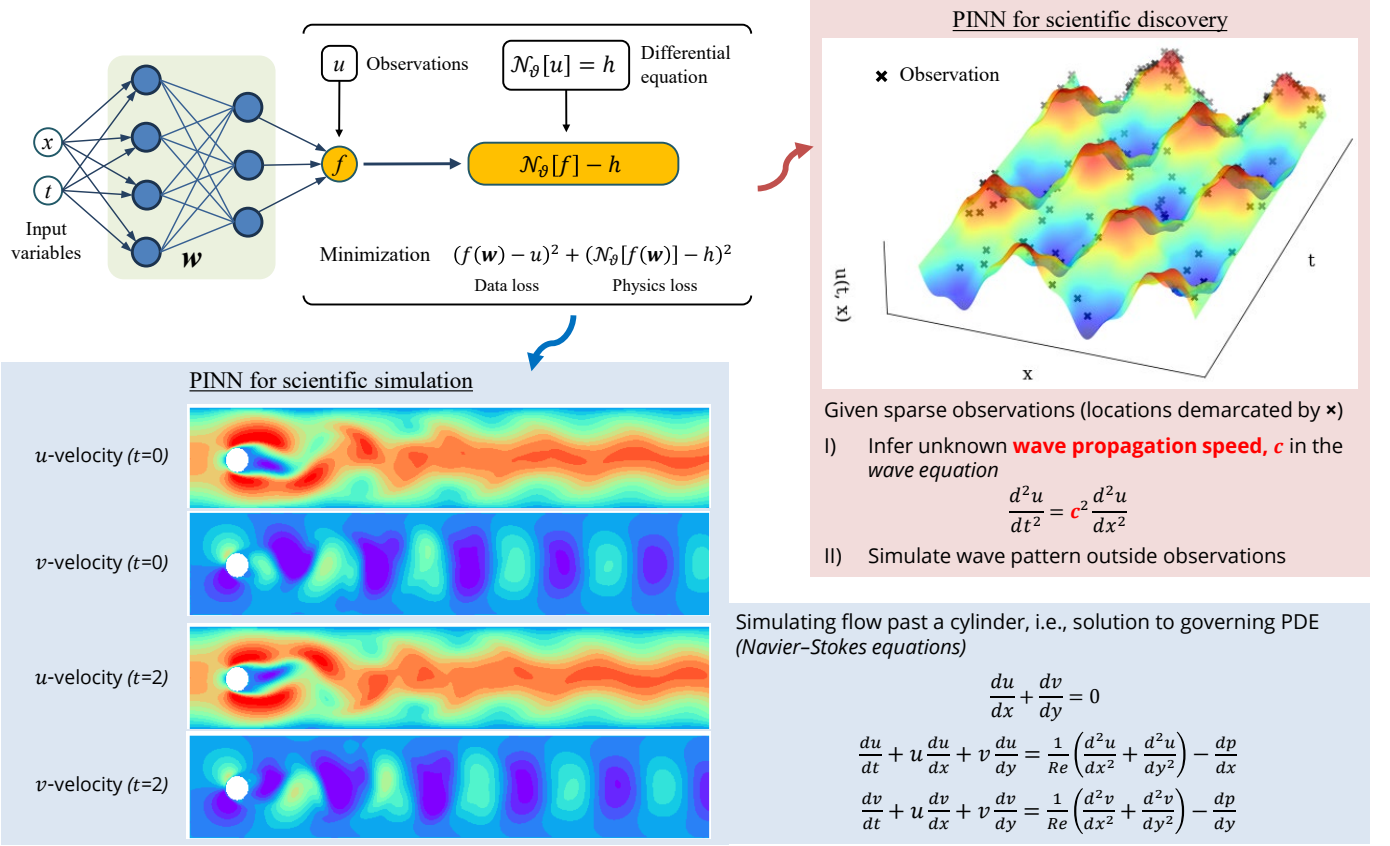 x
t
Input
variables
w
u
Observations
𝒩_ϑ[u] = h
Differential
equation
f
𝒩_ϑ[f] − h
Minimization (f(w) − u)² + (𝒩_ϑ[f(w)] − h)²
Data loss
Physics loss
PINN for scientific discovery
× Observation
u(t, x)
x
t
Given sparse observations (locations demarcated by ×)
I) Infer unknown wave propagation speed, c in the
wave equation
d²u/dt² = c² d²u/dx²
II) Simulate wave pattern outside observations
PINN for scientific simulation
u-velocity (t=0)
v-velocity (t=0)
u-velocity (t=2)
v-velocity (t=2)
Simulating flow past a cylinder, i.e., solution to governing PDE
(Navier–Stokes equations)
du/dx + dv/dy = 0
du/dt + u du/dx + v du/dy = 1/Re (d²u/dx² + d²u/dy²) − dp/dx
dv/dt + u dv/dx + v dv/dy = 1/Re (d²v/dx² + d²v/dy²) − dp/dy